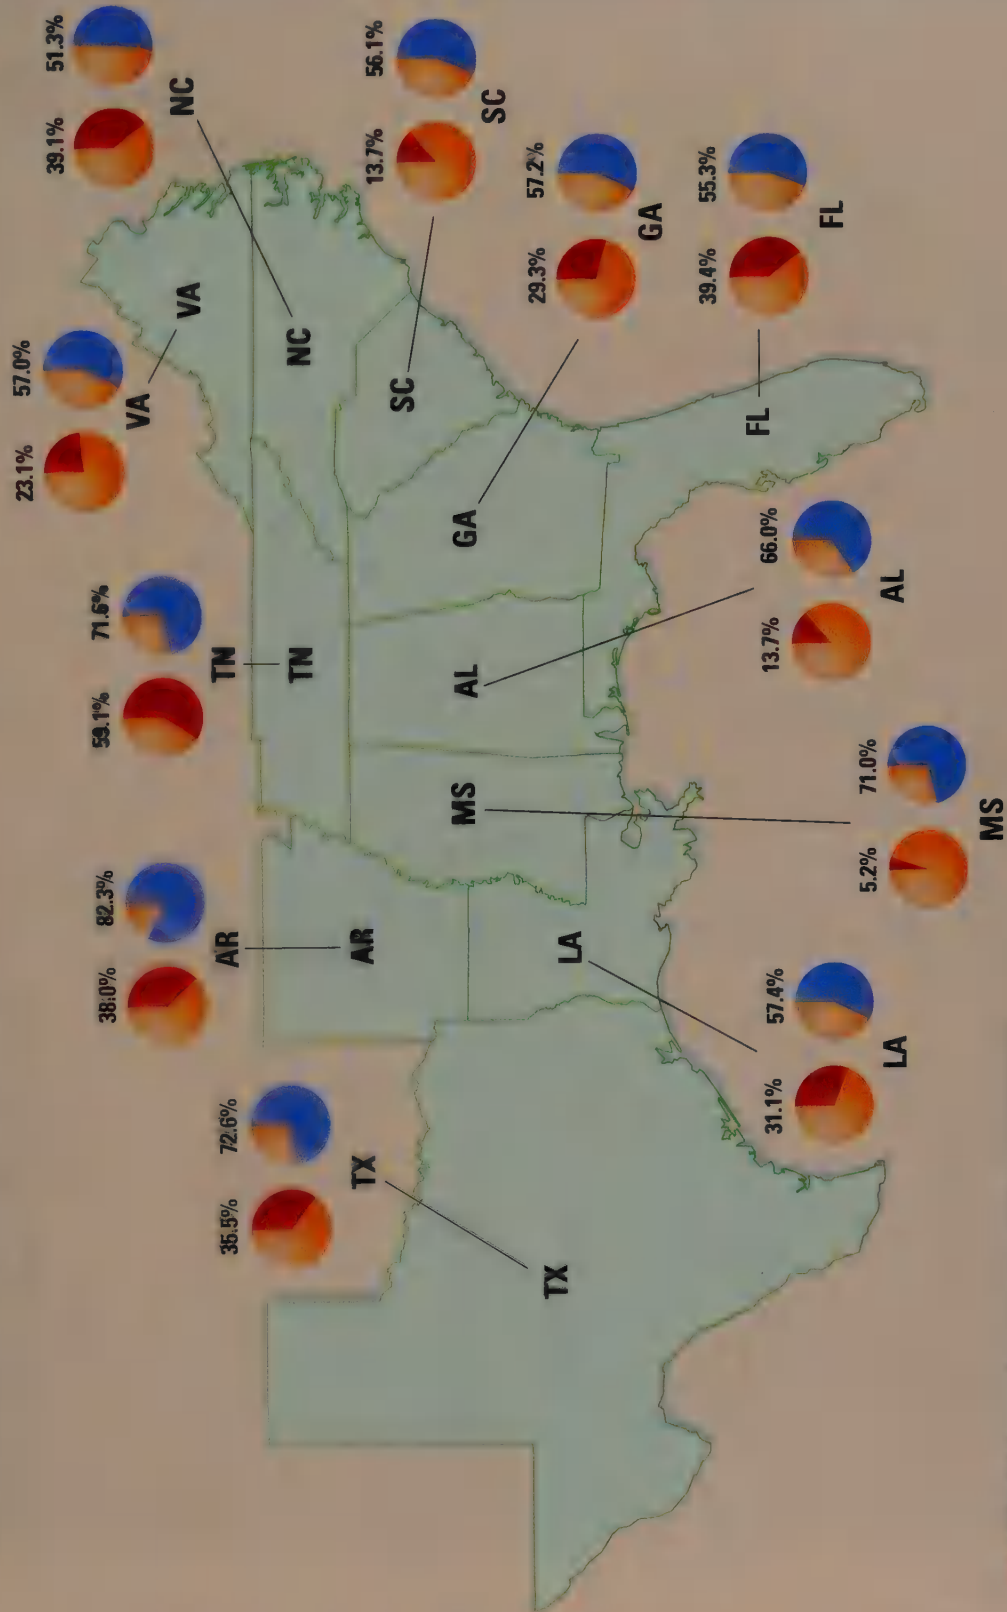 23.1% 57.0%
VA
39.1% 51.3%
NC
59.1% 71.6%
TN
38.0% 82.3%
AR
35.5% 72.6%
TX
VA
NC
TN
AR
TX
SC
GA
AL
MS
LA
FL
13.7% 56.1%
SC
29.3% 57.2%
GA
39.4% 55.3%
FL
13.7% 66.0%
AL
31.1% 57.4%
LA
5.2% 71.0%
MS